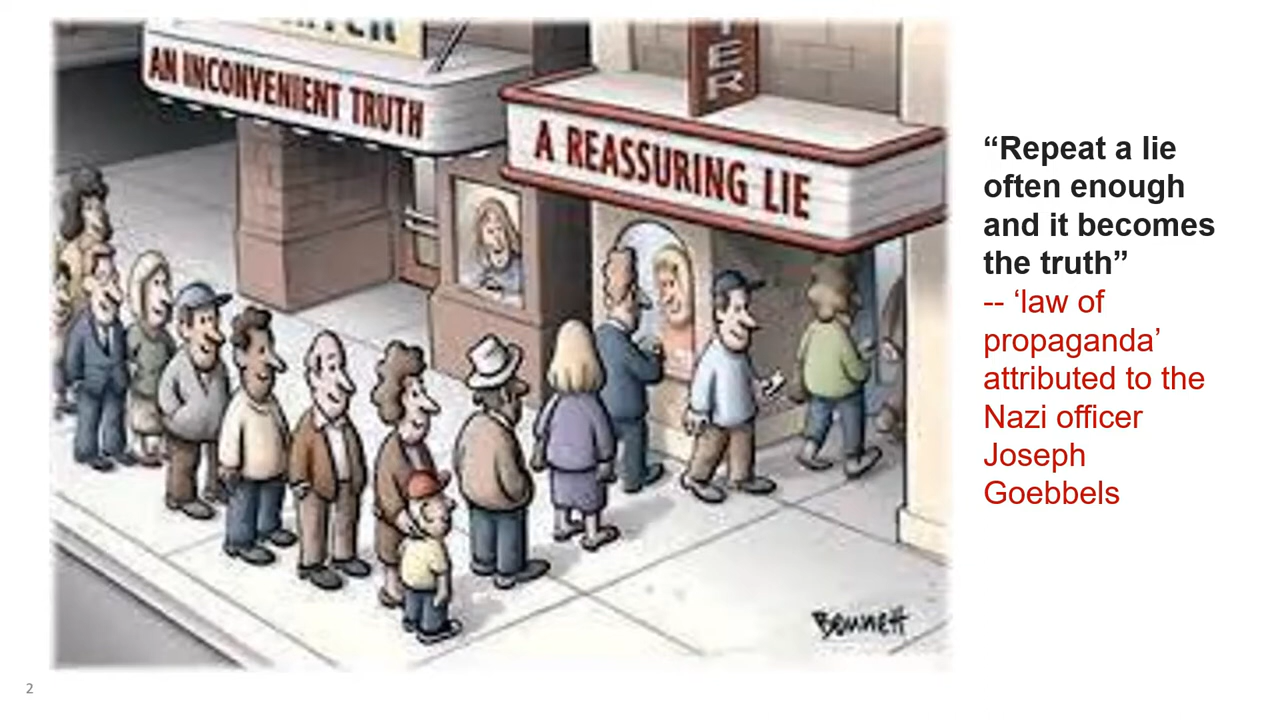 AN INCONVENIENT TRUTH
TER
A REASSURING LIE
“Repeat a lie
often enough
and it becomes
the truth”
-- ‘law of
propaganda’
attributed to the
Nazi officer
Joseph
Goebbels
Bennett
2